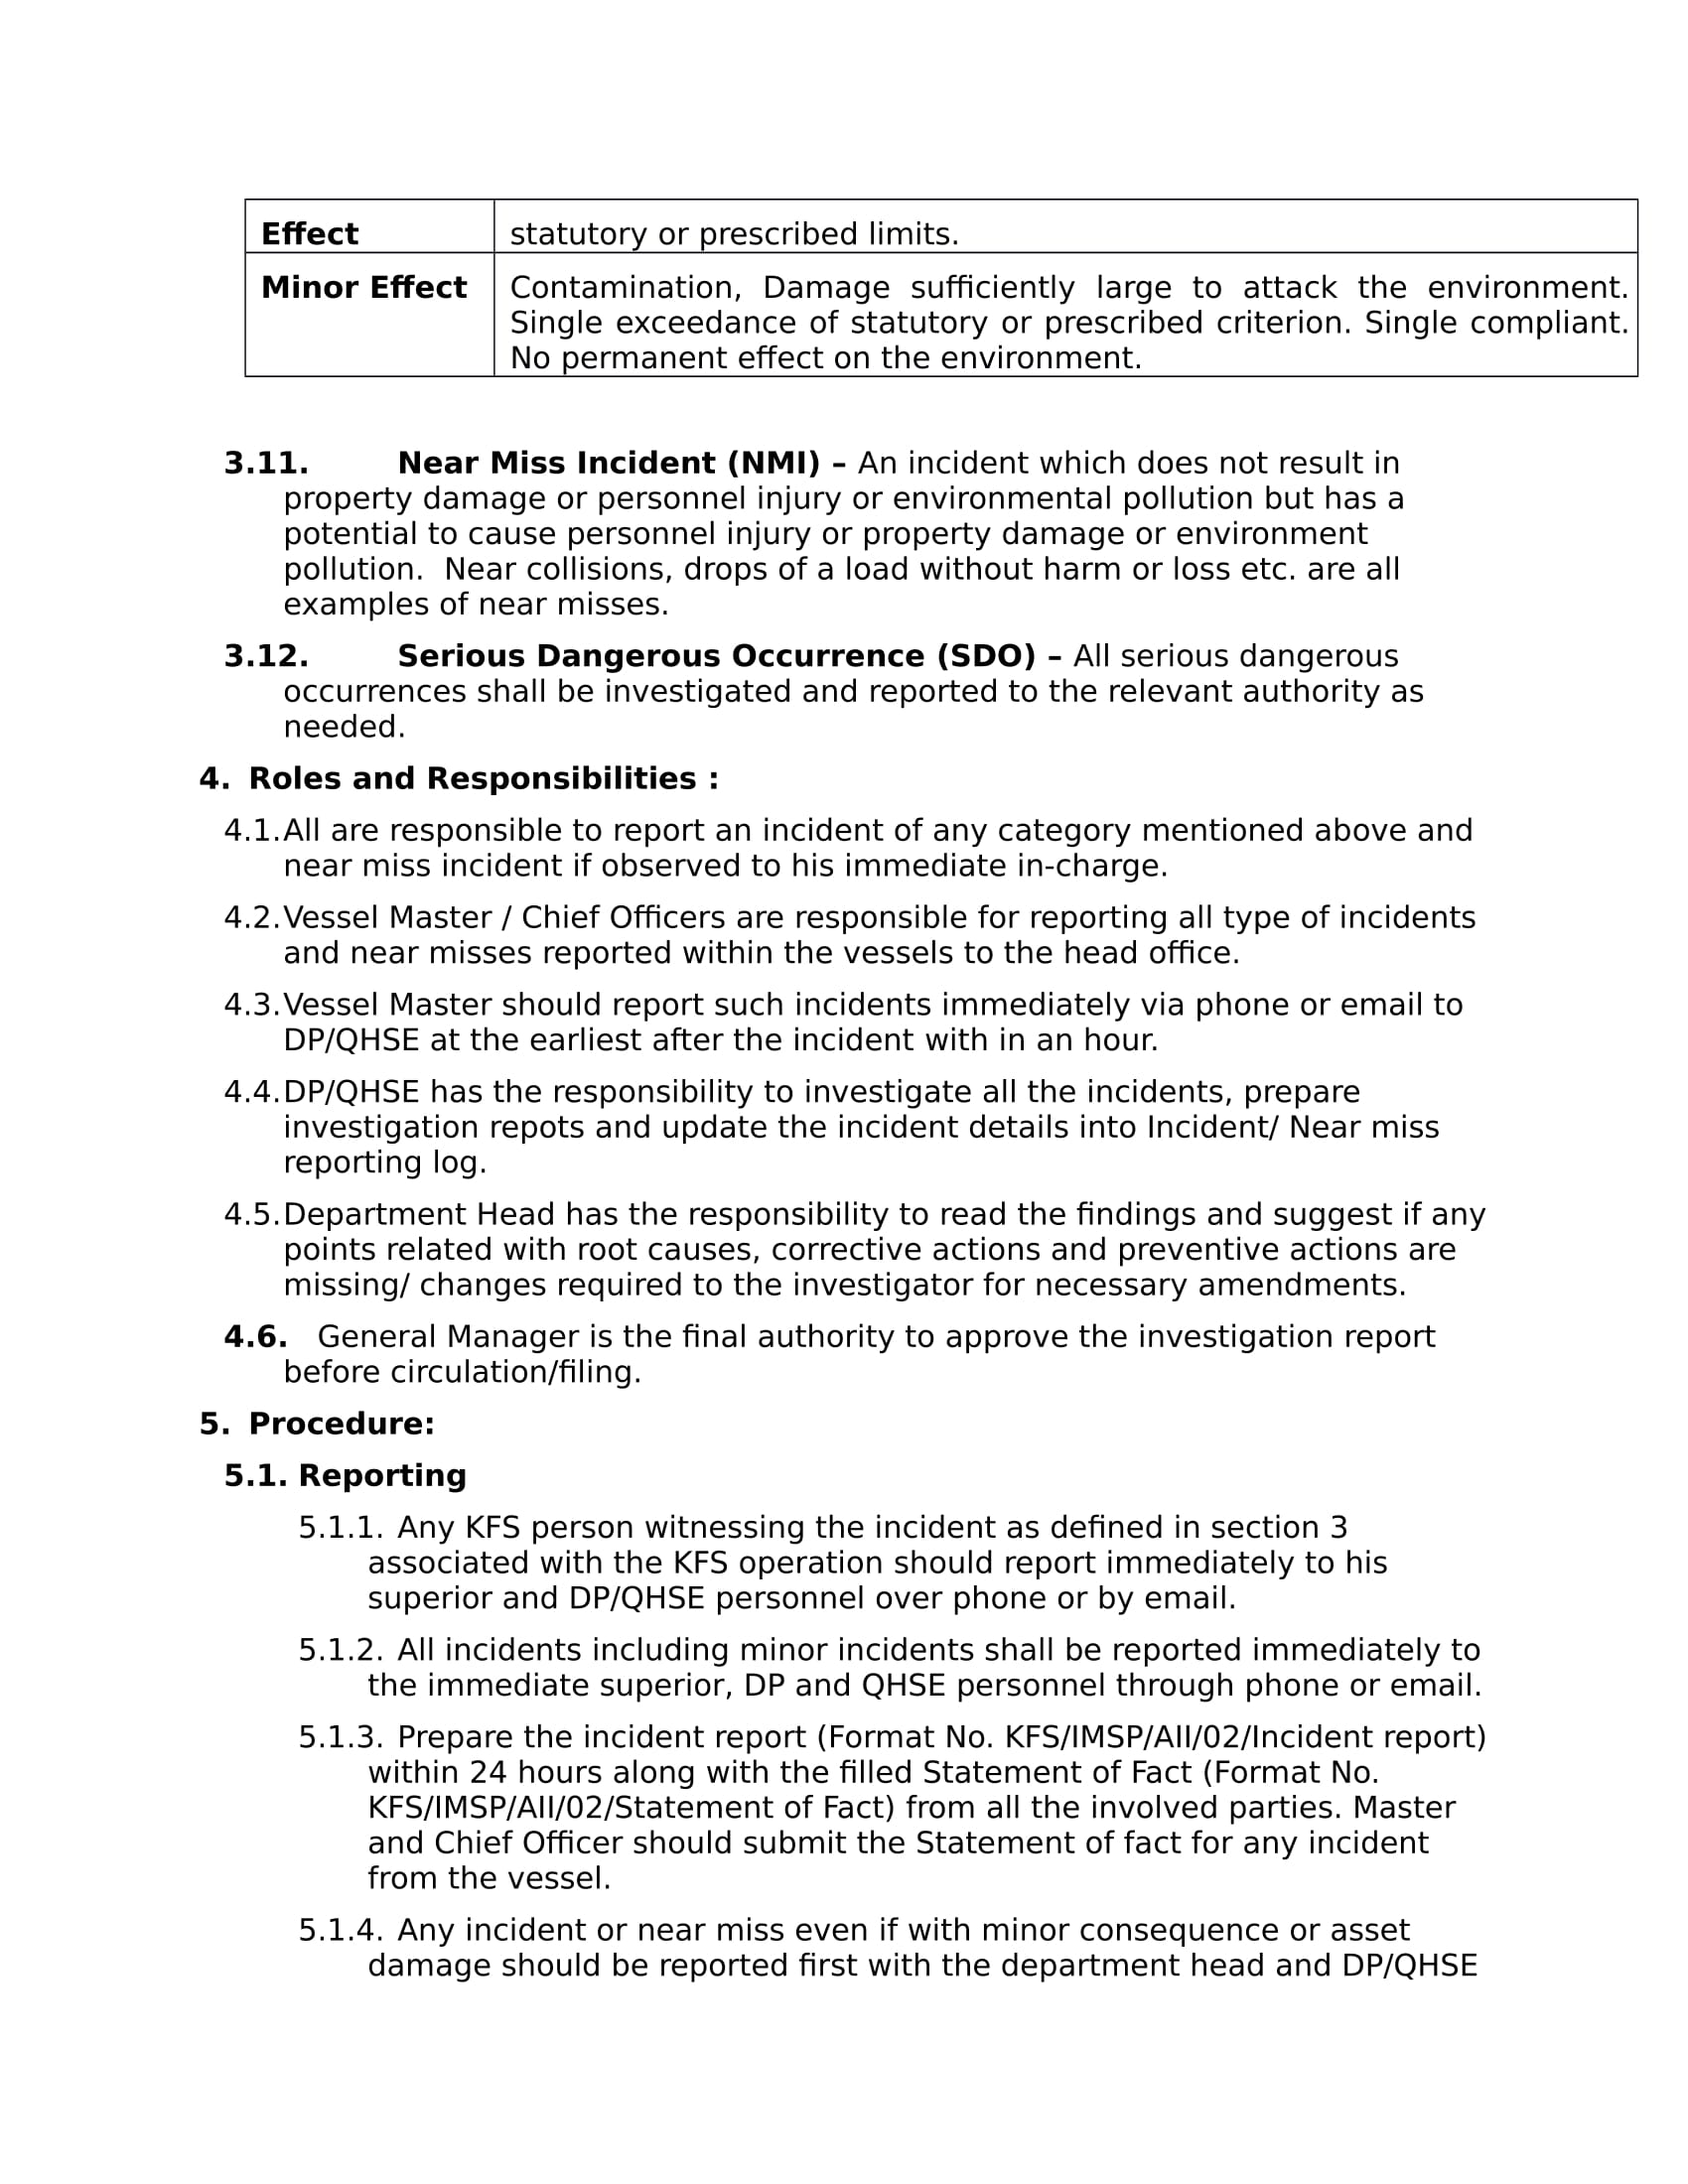 Effect statutory or prescribed limits.
Minor Effect Contamination, Damage sufficiently large to attack the environment.
Single exceedance of statutory or prescribed criterion. Single compliant.
No permanent effect on the environment.
3.11. Near Miss Incident (NMI) – An incident which does not result in
property damage or personnel injury or environmental pollution but has a
potential to cause personnel injury or property damage or environment
pollution.  Near collisions, drops of a load without harm or loss etc. are all
examples of near misses.
3.12. Serious Dangerous Occurrence (SDO) – All serious dangerous
occurrences shall be investigated and reported to the relevant authority as
needed.
4. Roles and Responsibilities :
4.1.All are responsible to report an incident of any category mentioned above and
near miss incident if observed to his immediate in-charge.
4.2.Vessel Master / Chief Officers are responsible for reporting all type of incidents
and near misses reported within the vessels to the head office.
4.3.Vessel Master should report such incidents immediately via phone or email to
DP/QHSE at the earliest after the incident with in an hour.
4.4.DP/QHSE has the responsibility to investigate all the incidents, prepare
investigation repots and update the incident details into Incident/ Near miss
reporting log.
4.5.Department Head has the responsibility to read the findings and suggest if any
points related with root causes, corrective actions and preventive actions are
missing/ changes required to the investigator for necessary amendments.
4.6. General Manager is the final authority to approve the investigation report
before circulation/filing.
5. Procedure:
5.1. Reporting
5.1.1. Any KFS person witnessing the incident as defined in section 3
associated with the KFS operation should report immediately to his
superior and DP/QHSE personnel over phone or by email.
5.1.2. All incidents including minor incidents shall be reported immediately to
the immediate superior, DP and QHSE personnel through phone or email.
5.1.3. Prepare the incident report (Format No. KFS/IMSP/AII/02/Incident report)
within 24 hours along with the filled Statement of Fact (Format No.
KFS/IMSP/AII/02/Statement of Fact) from all the involved parties. Master
and Chief Officer should submit the Statement of fact for any incident
from the vessel.
5.1.4. Any incident or near miss even if with minor consequence or asset
damage should be reported first with the department head and DP/QHSE